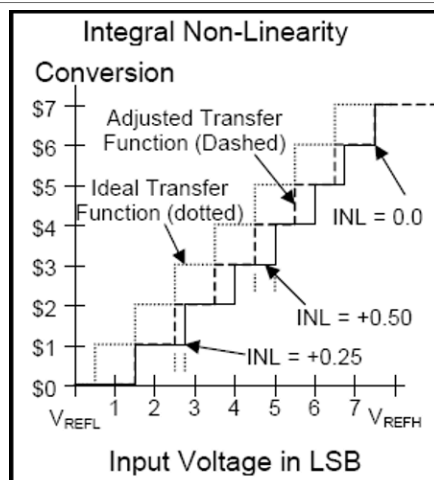 Integral Non-Linearity
Conversion
$7
Adjusted Transfer
Function (Dashed)
$6
Ideal Transfer
Function (dotted)
$5
INL = 0.0
$4
$3
INL = +0.50
$2
$1
INL = +0.25
$0
VREFL 1 2 3 4 5 6 7 VREFH
Input Voltage in LSB